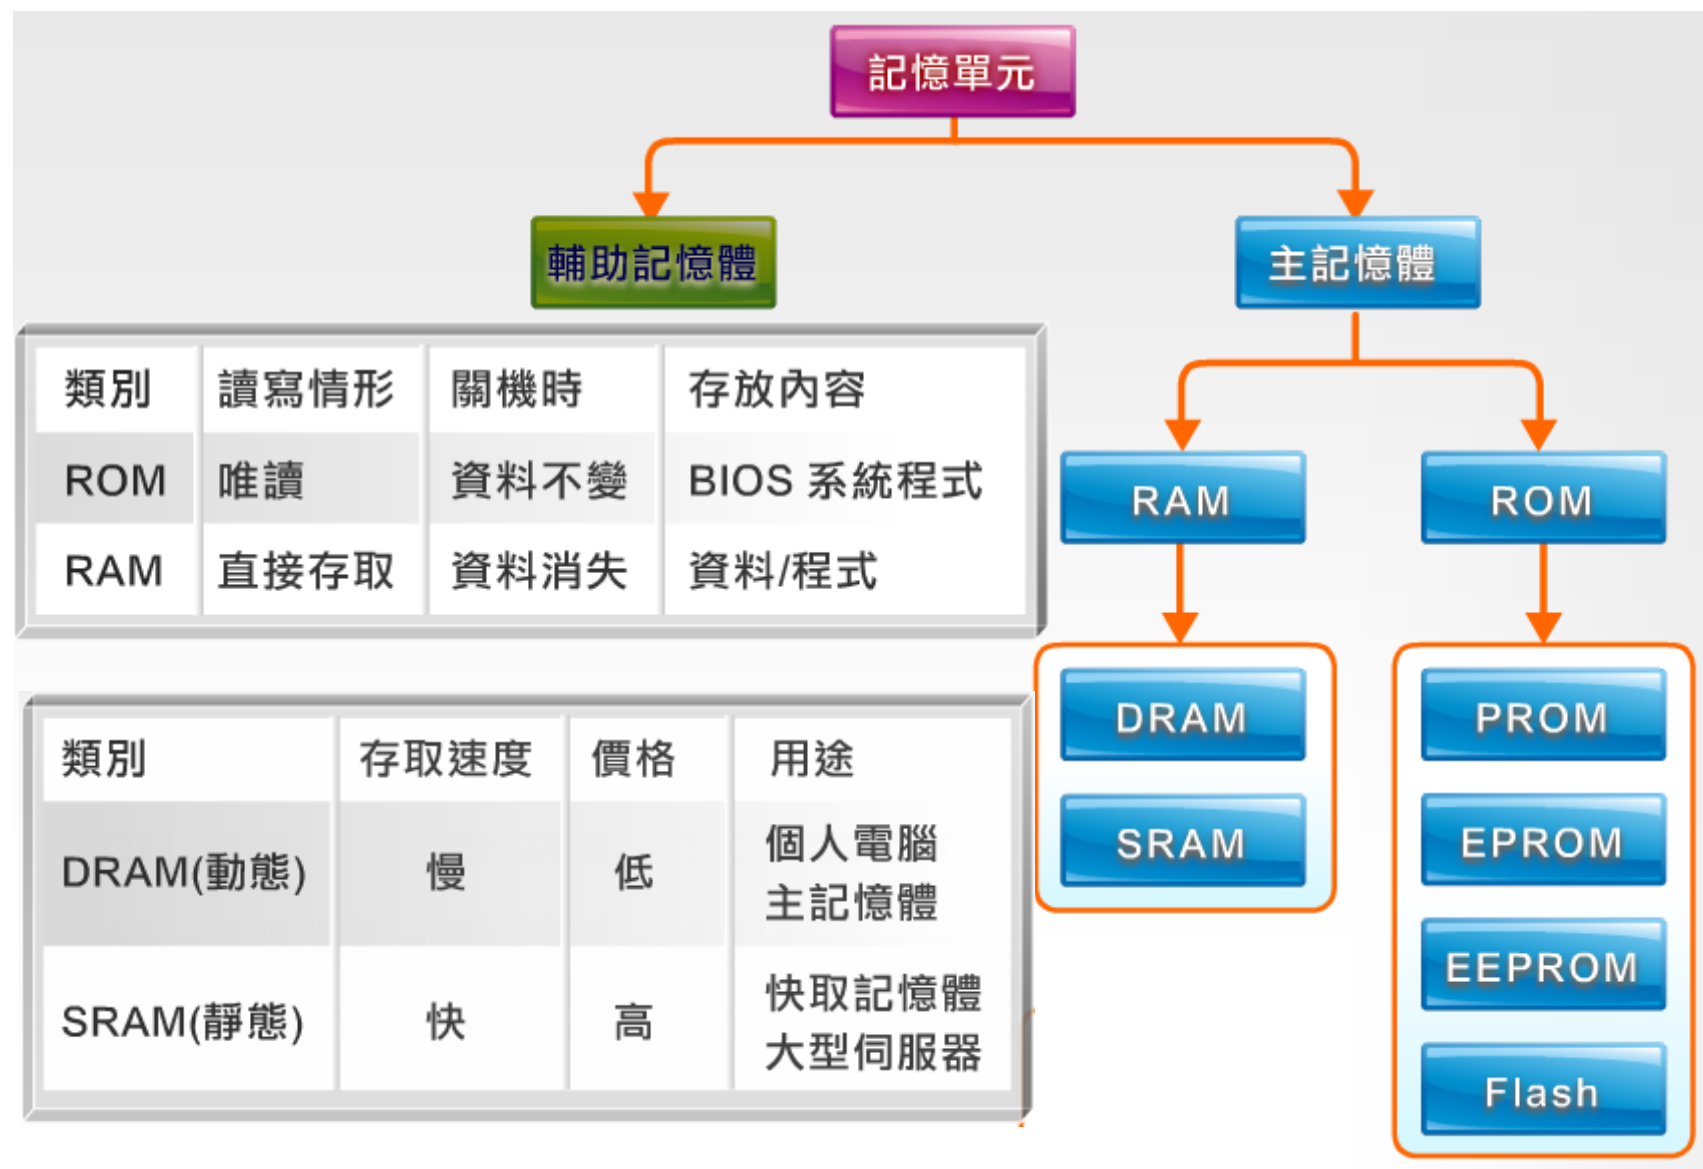 記憶單元
輔助記憶體
主記憶體
類別 讀寫情形 關機時 存放內容
ROM 唯讀 資料不變 BIOS 系統程式
RAM 直接存取 資料消失 資料/程式
類別 存取速度 價格 用途
DRAM(動態) 慢 低 個人電腦
主記憶體
SRAM(靜態) 快 高 快取記憶體
大型伺服器
RAM
ROM
DRAM
SRAM
PROM
EPROM
EEPROM
Flash